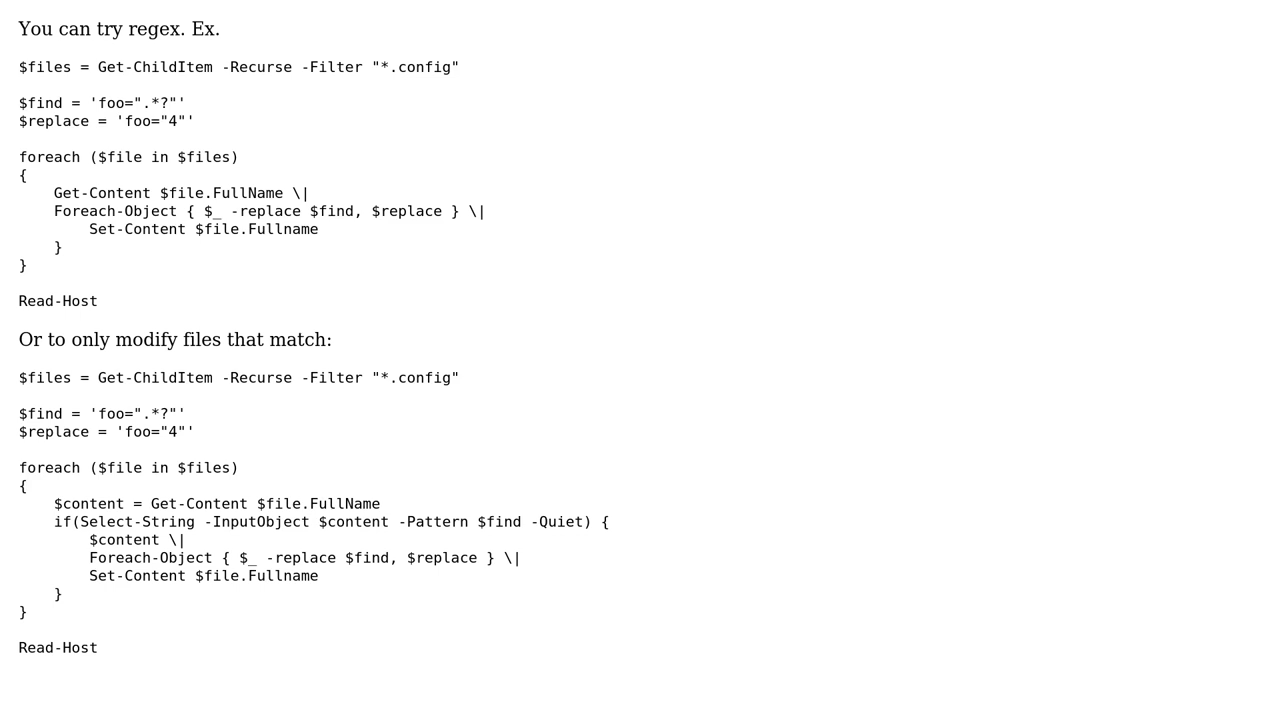 You can try regex. Ex.
$files = Get-ChildItem -Recurse -Filter "*.config"
$find = 'foo=".*?"'
$replace = 'foo="4"'
foreach ($file in $files)
{
    Get-Content $file.FullName \|
    Foreach-Object { $_ -replace $find, $replace } \|
        Set-Content $file.Fullname
    }
}
Read-Host
Or to only modify files that match:
$files = Get-ChildItem -Recurse -Filter "*.config"
$find = 'foo=".*?"'
$replace = 'foo="4"'
foreach ($file in $files)
{
    $content = Get-Content $file.FullName
    if(Select-String -InputObject $content -Pattern $find -Quiet) {
        $content \|
        Foreach-Object { $_ -replace $find, $replace } \|
        Set-Content $file.Fullname
    }
}
Read-Host